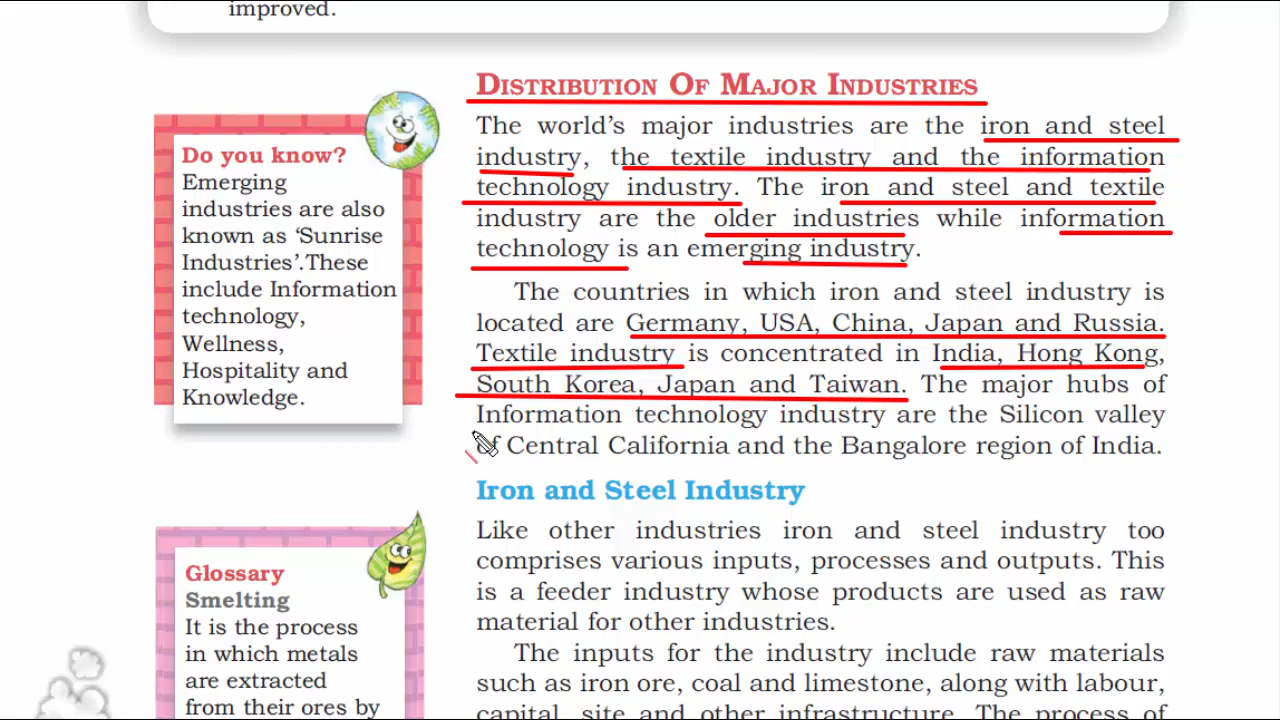 improved.
DISTRIBUTION OF MAJOR INDUSTRIES
The world's major industries are the iron and steel
industry, the textile industry and the information
technology industry. The iron and steel and textile
industry are the older industries while information
technology is an emerging industry.
The countries in which iron and steel industry is
located are Germany, USA, China, Japan and Russia.
Textile industry is concentrated in India, Hong Kong,
South Korea, Japan and Taiwan. The major hubs of
Information technology industry are the Silicon valley
of Central California and the Bangalore region of India.
Iron and Steel Industry
Like other industries iron and steel industry too
comprises various inputs, processes and outputs. This
is a feeder industry whose products are used as raw
material for other industries.
The inputs for the industry include raw materials
such as iron ore, coal and limestone, along with labour,
capital, site and other infrastructure. The process of
Do you know?
Emerging
industries are also
known as 'Sunrise
Industries'.These
include Information
technology,
Wellness,
Hospitality and
Knowledge.
Glossary
Smelting
It is the process
in which metals
are extracted
from their ores by